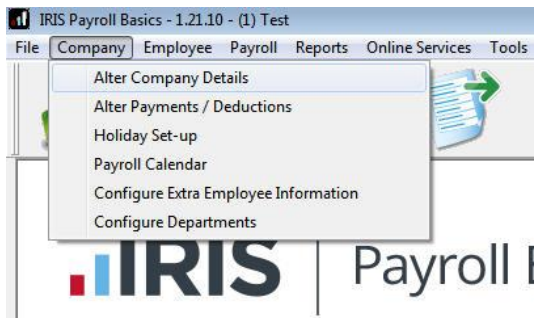 IRIS Payroll Basics - 1.21.10 - (1) Test
File Company Employee Payroll Reports Online Services Tools
Alter Company Details
Alter Payments / Deductions
Holiday Set-up
Payroll Calendar
Configure Extra Employee Information
Configure Departments
IRIS Payroll